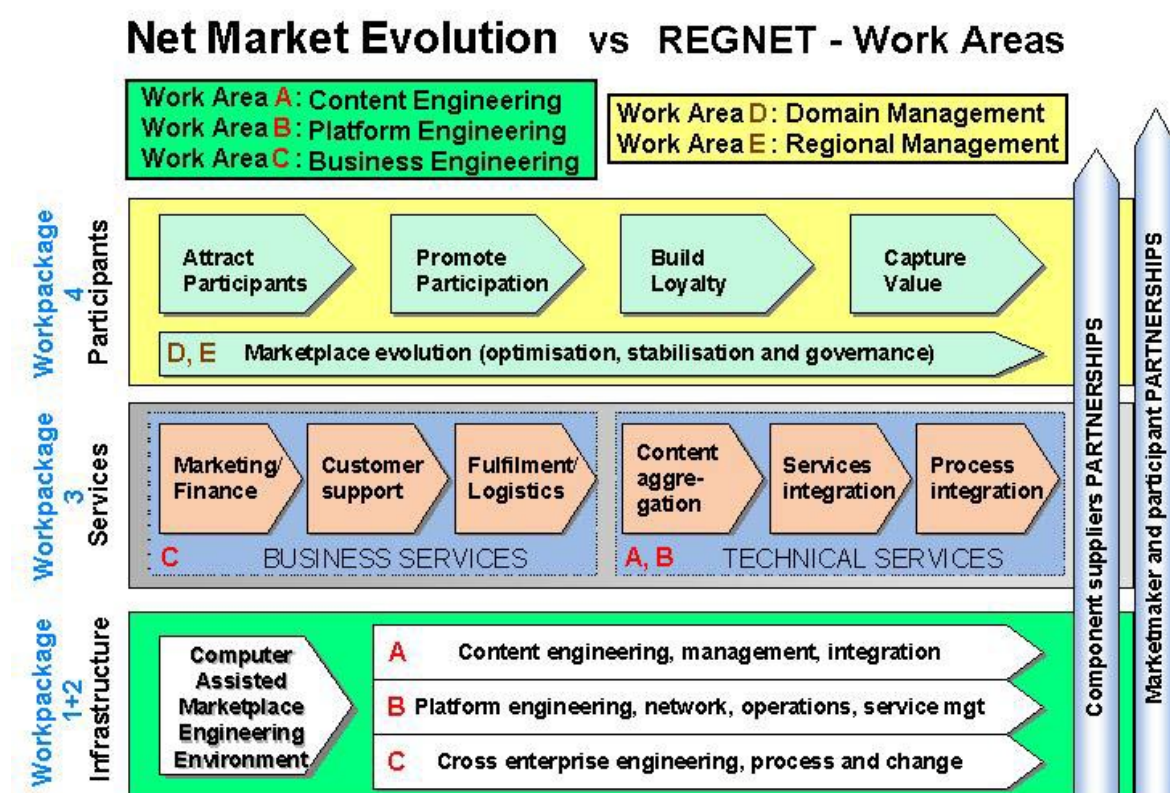 Net Market Evolution vs REGNET - Work Areas
Work Area A: Content Engineering
Work Area B: Platform Engineering
Work Area C: Business Engineering
Work Area D: Domain Management
Work Area E: Regional Management
Workpackage
4
Participants
Attract
Participants
Promote
Participation
Build
Loyalty
Capture
Value
D, E Marketplace evolution (optimisation, stabilisation and governance)
Workpackage
3
Services
Marketing/
Finance
Customer
support
Fulfilment/
Logistics
C BUSINESS SERVICES
Content
aggre-
gation
Services
integration
Process
integration
A, B TECHNICAL SERVICES
Workpackage
1+2
Infrastructure
Computer
Assisted
Marketplace
Engineering
Environment
A Content engineering, management, integration
B Platform engineering, network, operations, service mgt
C Cross enterprise engineering, process and change
Component suppliers PARTNERSHIPS
Marketmaker and participant PARTNERSHIPS